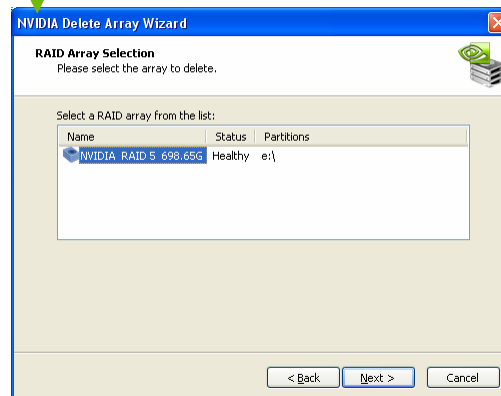 NVIDIA Delete Array Wizard
RAID Array Selection
Please select the array to delete.
Select a RAID array from the list:
Name Status Partitions
NVIDIA RAID 5 698.65G Healthy e:\
< Back Next > Cancel